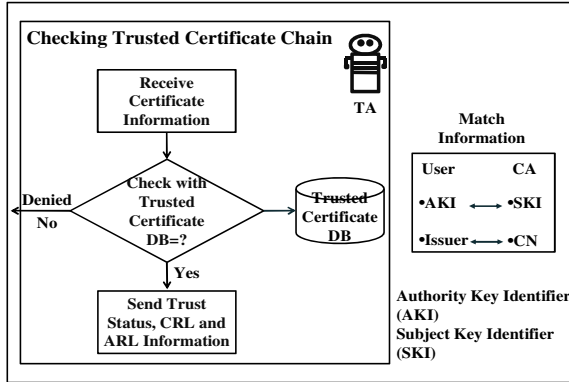 Checking Trusted Certificate Chain
TA
Receive
Certificate
Information
Check with
Trusted
Certificate
DB=?
Denied
No
Yes
Trusted
Certificate
DB
Send Trust
Status, CRL and
ARL Information
Match
Information
User CA
•AKI •SKI
•Issuer •CN
Authority Key Identifier
(AKI)
Subject Key Identifier
(SKI)